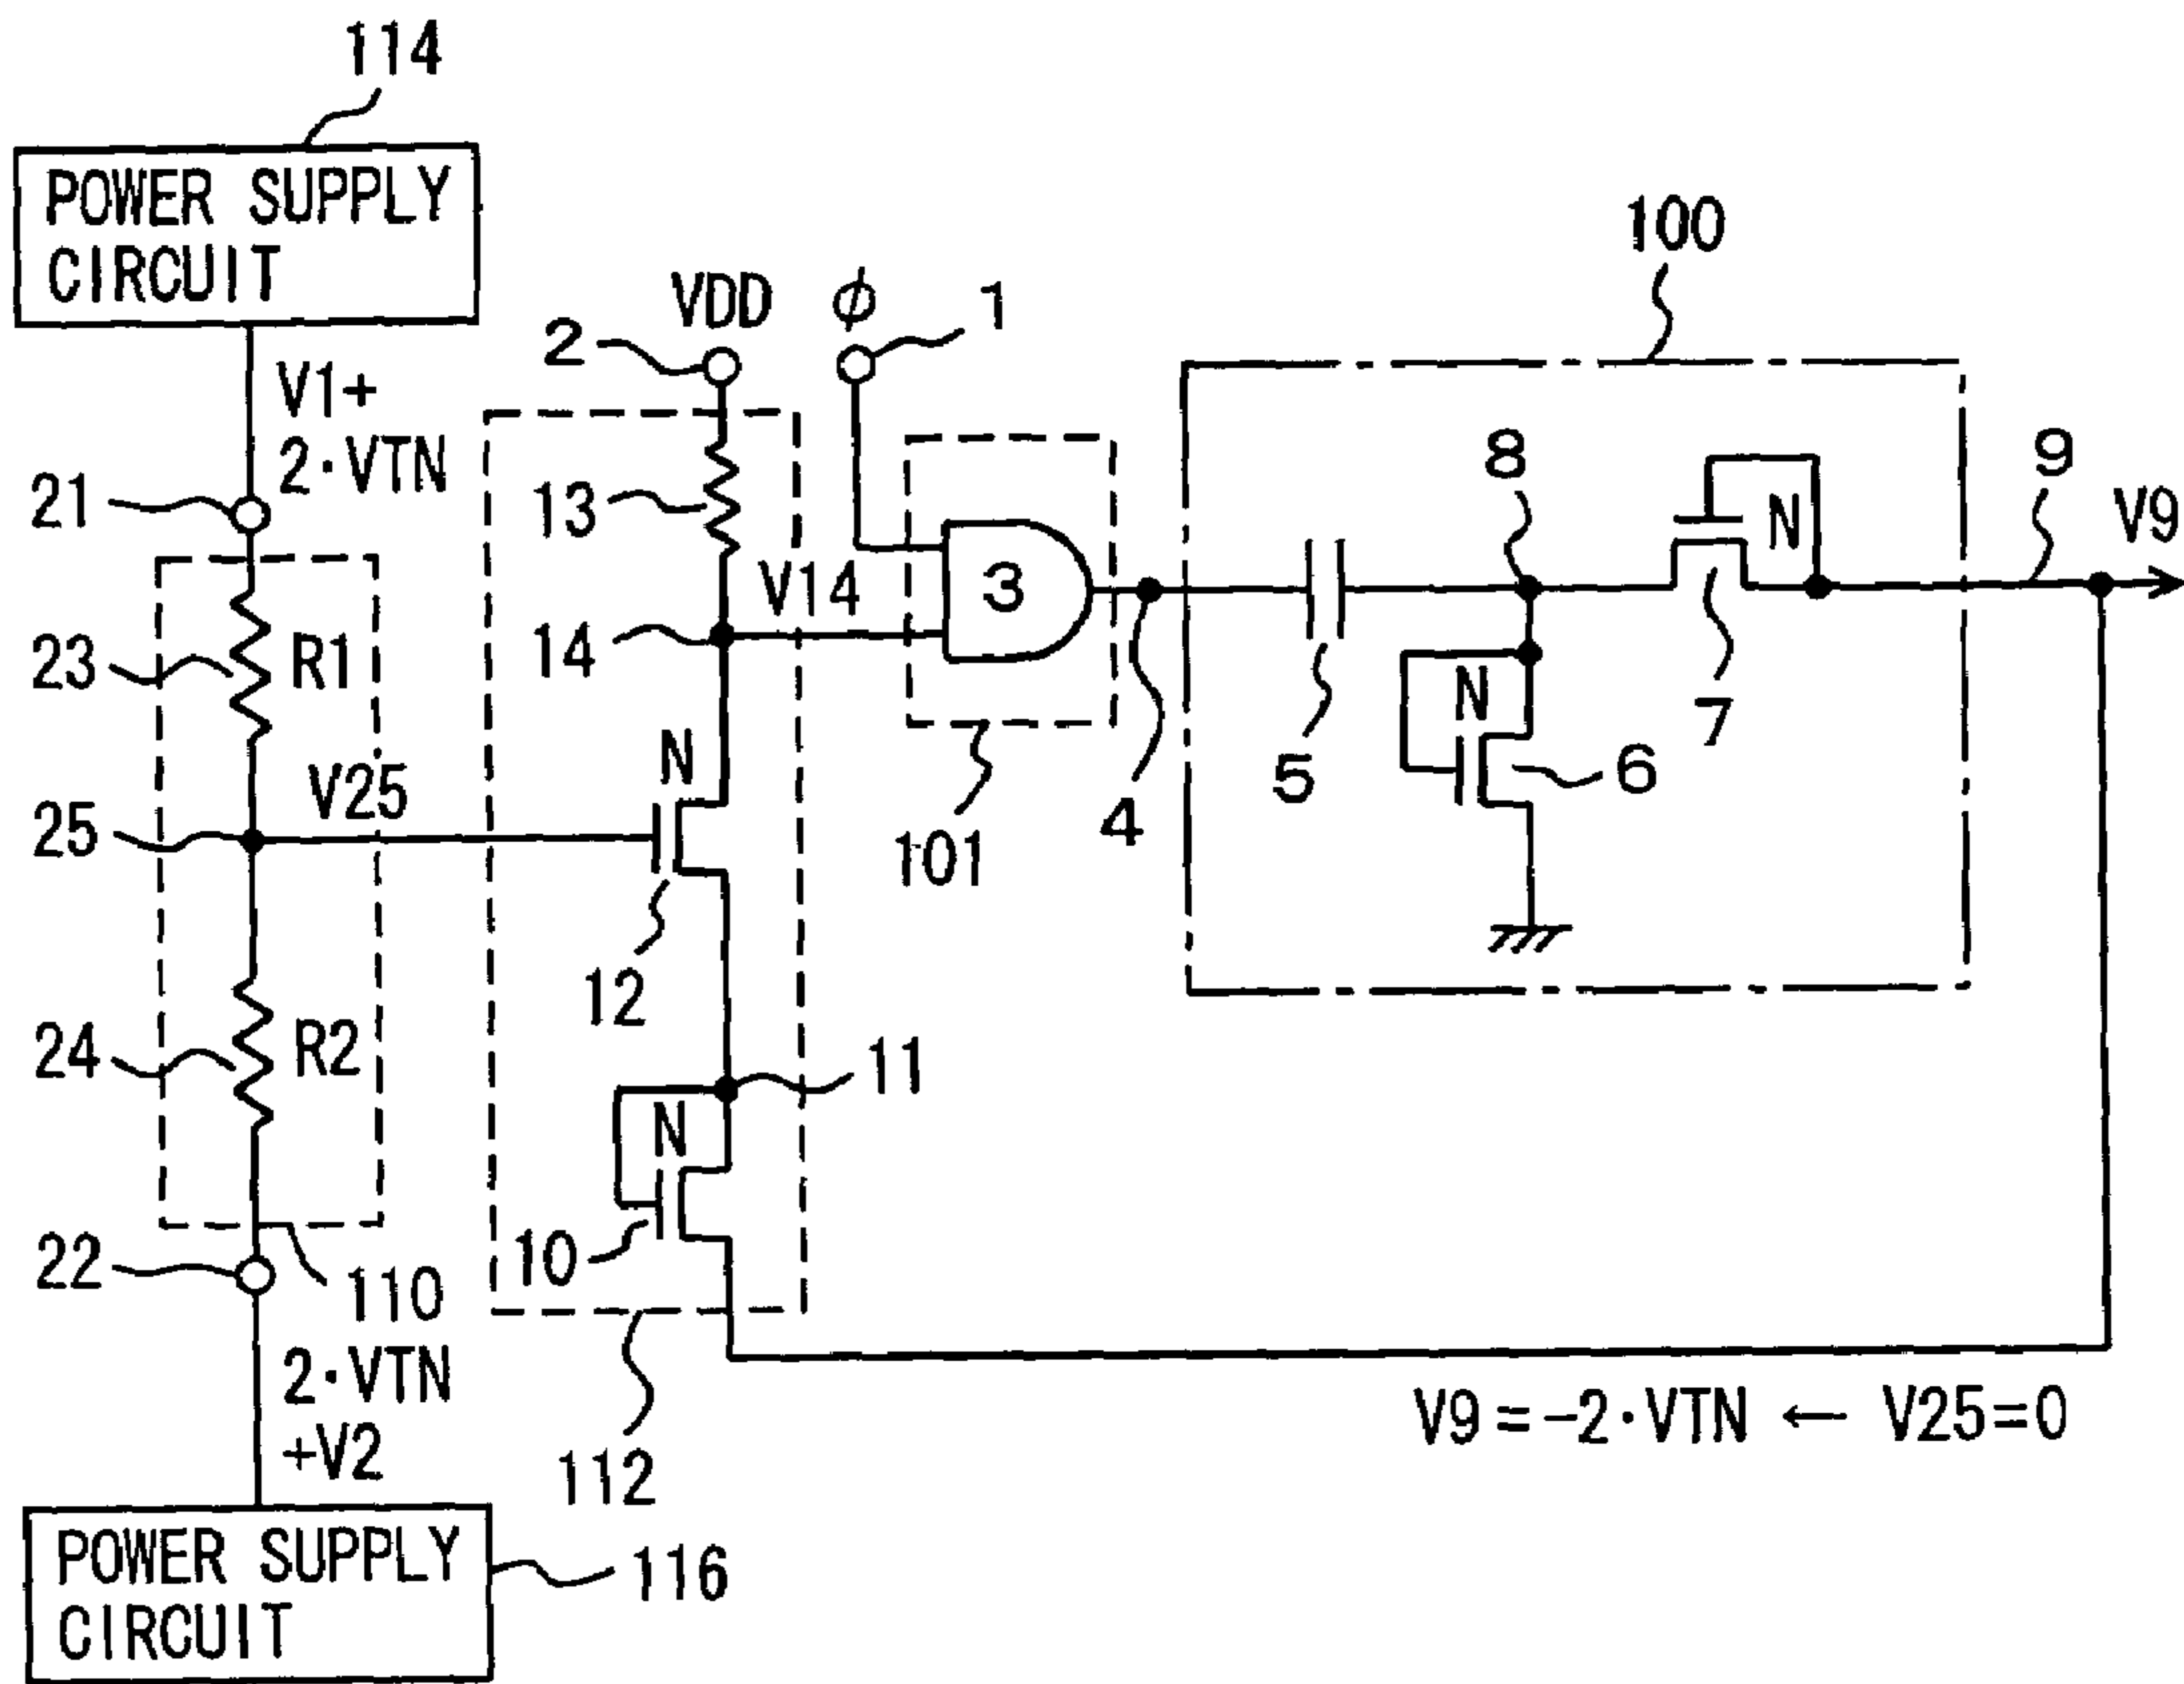 114
POWER SUPPLY
CIRCUIT
100
VDD
ϕ
1
2
V1+
2·VTN
21
13
8
9
N
V9
3
V14
14
23
R1
N
7
5
6
N
V25
25
4
101
12
24
R2
11
N
10
22
110
2·VTN
+V2
112
V9=-2·VTN ← V25=0
POWER SUPPLY
CIRCUIT
116